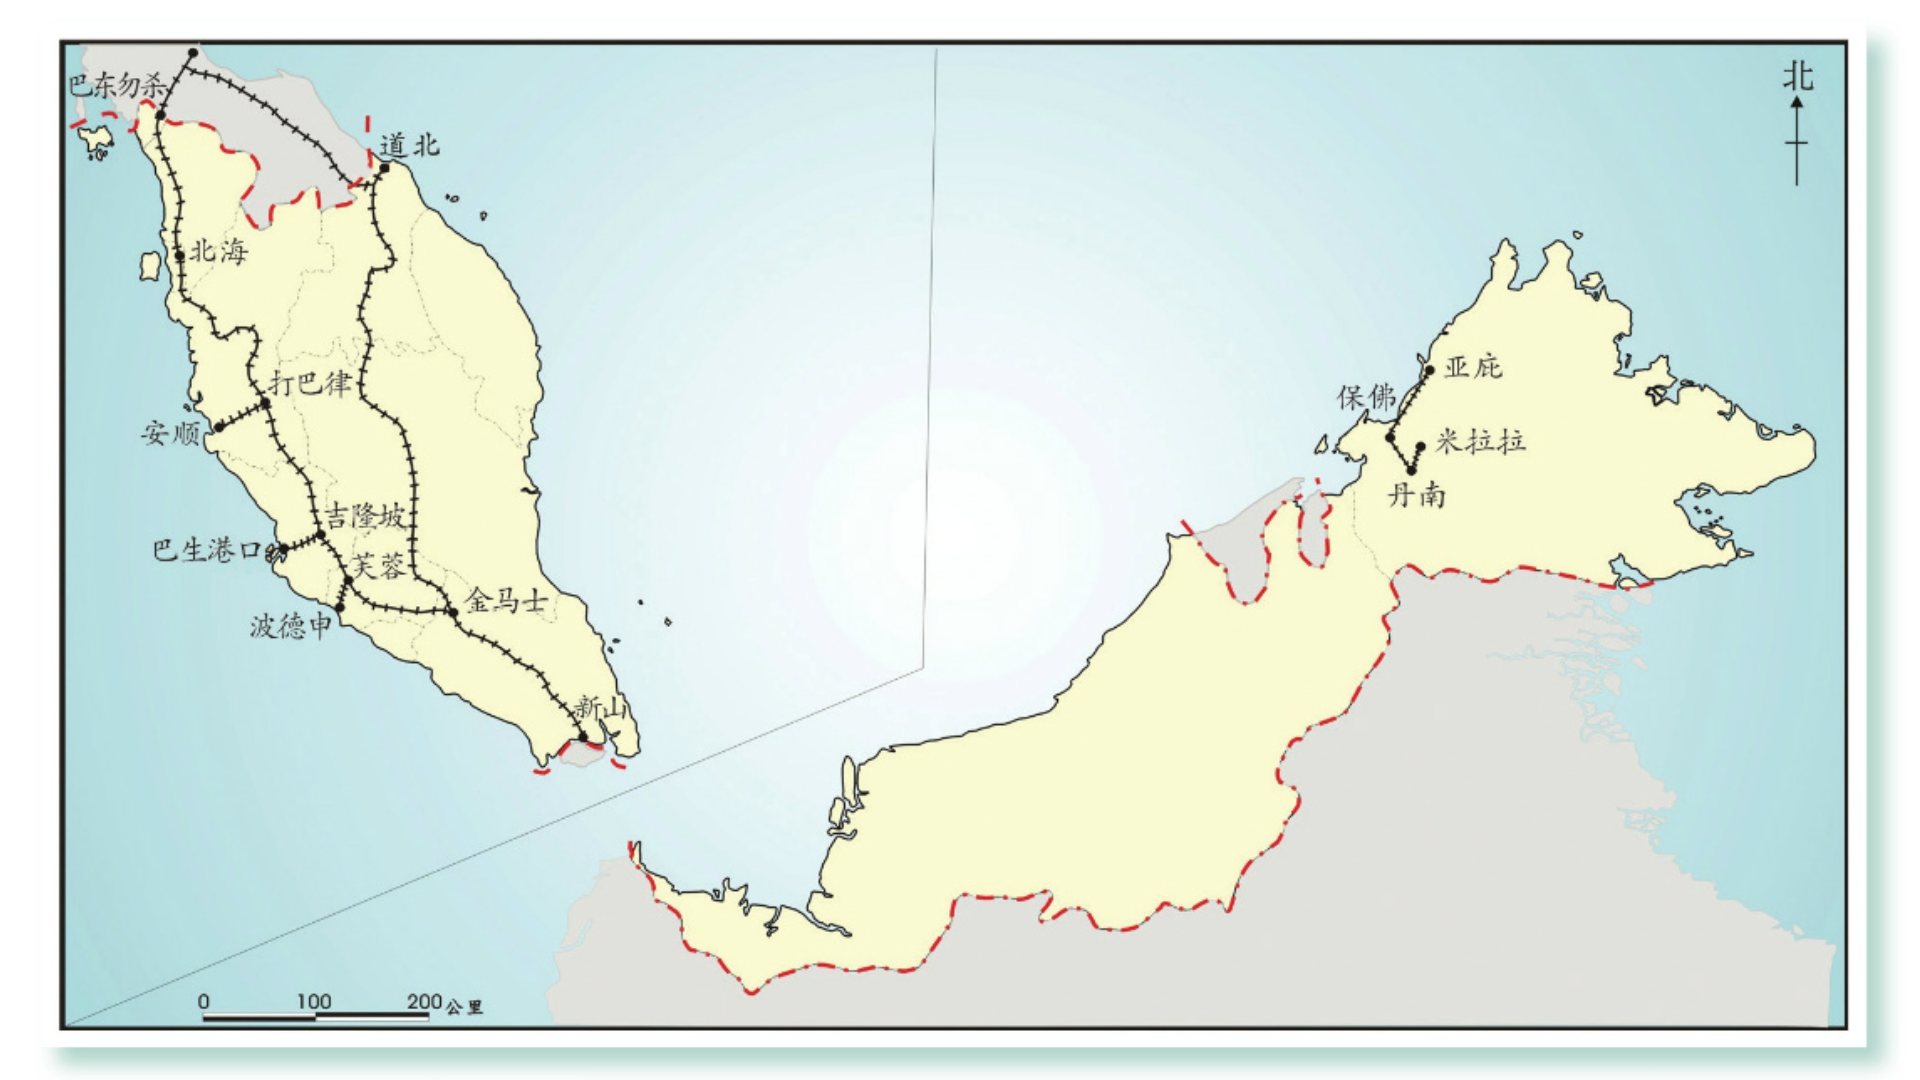 北
巴东勿杀
道北
北海
打巴律
安顺
吉隆坡
巴生港口
芙蓉
金马士
波德申
新山
亚庇
保佛
米拉拉
丹南
0 100 200 公里